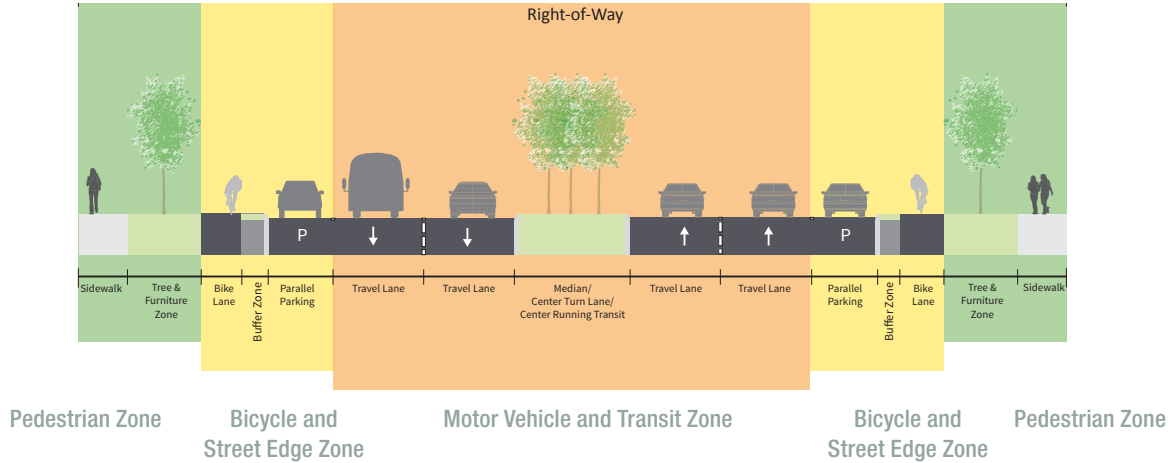 Right-of-Way
P
P
Sidewalk
Tree &
Furniture
Zone
Bike
Lane
Buffer Zone
Parallel
Parking
Travel Lane
Travel Lane
Median/
Center Turn Lane/
Center Running Transit
Travel Lane
Travel Lane
Parallel
Parking
Buffer Zone
Bike
Lane
Tree &
Furniture
Zone
Sidewalk
Pedestrian Zone
Bicycle and
Street Edge Zone
Motor Vehicle and Transit Zone
Bicycle and
Street Edge Zone
Pedestrian Zone